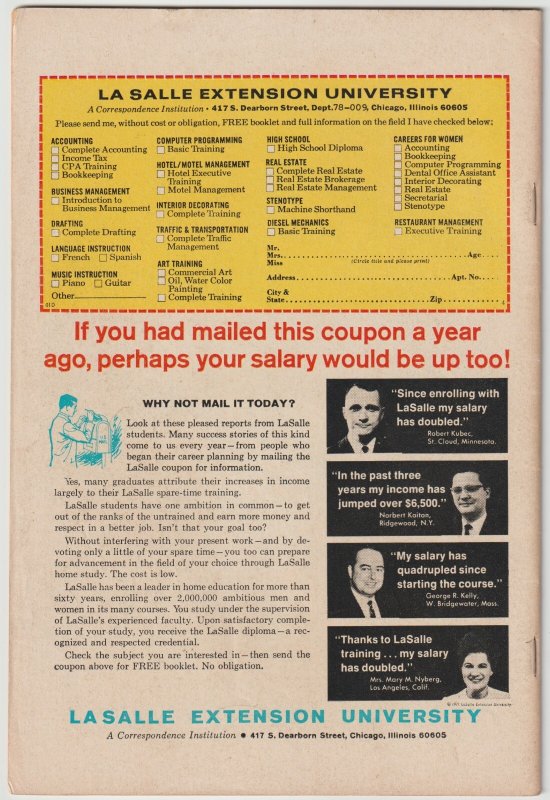 LA SALLE EXTENSION UNIVERSITY
A Correspondence Institution • 417 S. Dearborn Street, Dept. 78-009, Chicago, Illinois 60605
Please send me, without cost or obligation, FREE booklet and full information on the field I have checked below:
ACCOUNTING
Complete Accounting
Income Tax
CPA Training
Bookkeeping
BUSINESS MANAGEMENT
Introduction to
Business Management
DRAFTING
Complete Drafting
LANGUAGE INSTRUCTION
French Spanish
MUSIC INSTRUCTION
Piano Guitar
Other
COMPUTER PROGRAMMING
Basic Training
HOTEL/MOTEL MANAGEMENT
Hotel Executive
Training
Motel Management
INTERIOR DECORATING
Complete Training
TRAFFIC & TRANSPORTATION
Complete Traffic
Management
ART TRAINING
Commercial Art
Oil, Water Color
Painting
Complete Training
HIGH SCHOOL
High School Diploma
REAL ESTATE
Complete Real Estate
Real Estate Brokerage
Real Estate Management
STENOTYPE
Machine Shorthand
DIESEL MECHANICS
Basic Training
CAREERS FOR WOMEN
Accounting
Bookkeeping
Computer Programming
Dental Office Assistant
Interior Decorating
Real Estate
Secretarial
Stenotype
RESTAURANT MANAGEMENT
Executive Training
Mr.
Mrs. Age
Miss (Circle title and please print)
Address Apt. No.
City &
State Zip
If you had mailed this coupon a year
ago, perhaps your salary would be up too!
WHY NOT MAIL IT TODAY?
Look at these pleased reports from LaSalle
students. Many success stories of this kind
come to us every year—from people who
began their career planning by mailing the
LaSalle coupon for information.
Yes, many graduates attribute their increases in income
largely to their LaSalle spare-time training.
LaSalle students have one ambition in common—to get
out of the ranks of the untrained and earn more money and
respect in a better job. Isn't that your goal too?
Without interfering with your present work—and by de-
voting only a little of your spare time—you too can prepare
for advancement in the field of your choice through LaSalle
home study. The cost is low.
LaSalle has been a leader in home education for more than
sixty years, enrolling over 2,000,000 ambitious men and
women in its many courses. You study under the supervision
of LaSalle's experienced faculty. Upon satisfactory comple-
tion of your study, you receive the LaSalle diploma—a rec-
ognized and respected credential.
Check the subject you are interested in—then send the
coupon above for FREE booklet. No obligation.
"Since enrolling with
LaSalle my salary
has doubled."
Robert Kubec,
St. Cloud, Minnesota.
"In the past three
years my income has
jumped over $6,500."
Norbert Kaiton,
Ridgewood, N.Y.
"My salary has
quadrupled since
starting the course."
George R. Kelly,
W. Bridgewater, Mass.
"Thanks to LaSalle
training . . . my salary
has doubled."
Mrs. Mary M. Nyberg,
Los Angeles, Calif.
LASALLE EXTENSION UNIVERSITY
A Correspondence Institution • 417 S. Dearborn Street, Chicago, Illinois 60605